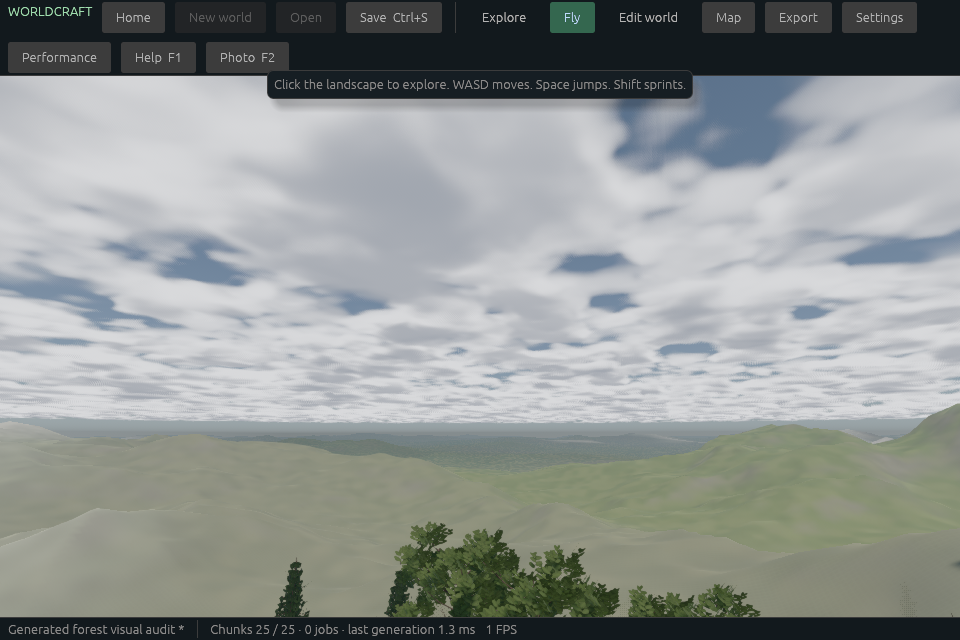 WORLDCRAFT Home New world Open Save Ctrl+S Explore Fly Edit world Map Export Settings
Performance Help F1 Photo F2
Click the landscape to explore. WASD moves. Space jumps. Shift sprints.
Generated forest visual audit * Chunks 25 / 25 · 0 jobs · last generation 1.3 ms 1 FPS